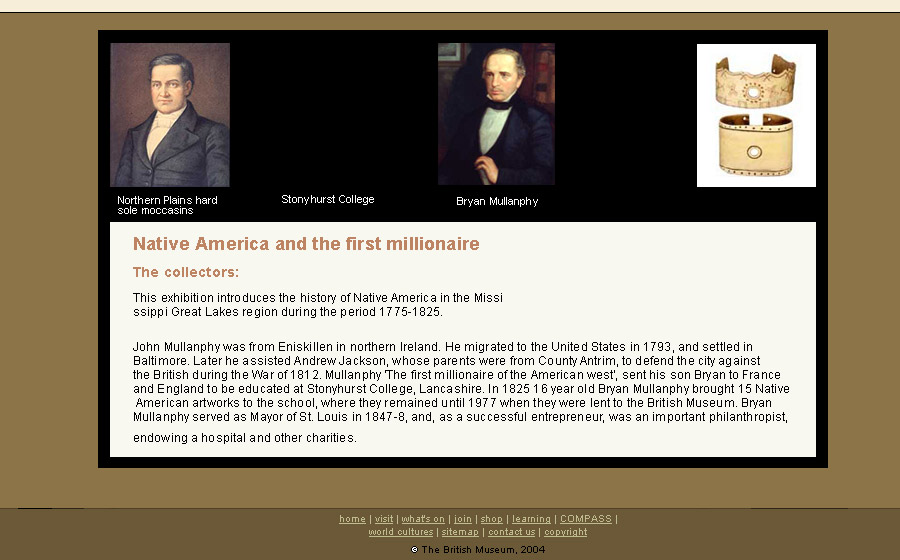 Northern Plains hard
sole moccasins
Stonyhurst College
Bryan Mullanphy
Native America and the first millionaire
The collectors:
This exhibition introduces the history of Native America in the Missi
ssippi Great Lakes region during the period 1775-1825.
John Mullanphy was from Eniskillen in northern Ireland. He migrated to the United States in 1793, and settled in
Baltimore. Later he assisted Andrew Jackson, whose parents were from County Antrim, to defend the city against
the British during the War of 1812. Mullanphy 'The first millionaire of the American west', sent his son Bryan to France
and England to be educated at Stonyhurst College, Lancashire. In 1825 16 year old Bryan Mullanphy brought 15 Native
American artworks to the school, where they remained until 1977 when they were lent to the British Museum. Bryan
Mullanphy served as Mayor of St. Louis in 1847-8, and, as a successful entrepreneur, was an important philanthropist,
endowing a hospital and other charities.
home | visit | what's on | join | shop | learning | COMPASS |
world cultures | sitemap | contact us | copyright
© The British Museum, 2004